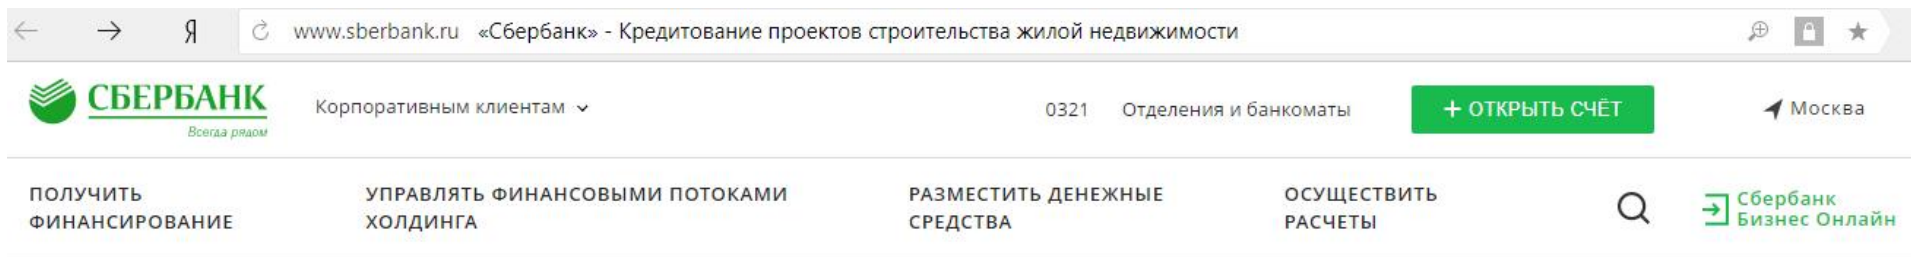 Я www.sberbank.ru «Сбербанк» - Кредитование проектов строительства жилой недвижимости
СБЕРБАНК
Всегда рядом
Корпоративным клиентам
0321
Отделения и банкоматы
+ ОТКРЫТЬ СЧЁТ
Москва
ПОЛУЧИТЬ
ФИНАНСИРОВАНИЕ
УПРАВЛЯТЬ ФИНАНСОВЫМИ ПОТОКАМИ
ХОЛДИНГА
РАЗМЕСТИТЬ ДЕНЕЖНЫЕ
СРЕДСТВА
ОСУЩЕСТВИТЬ
РАСЧЕТЫ
Сбербанк
Бизнес Онлайн